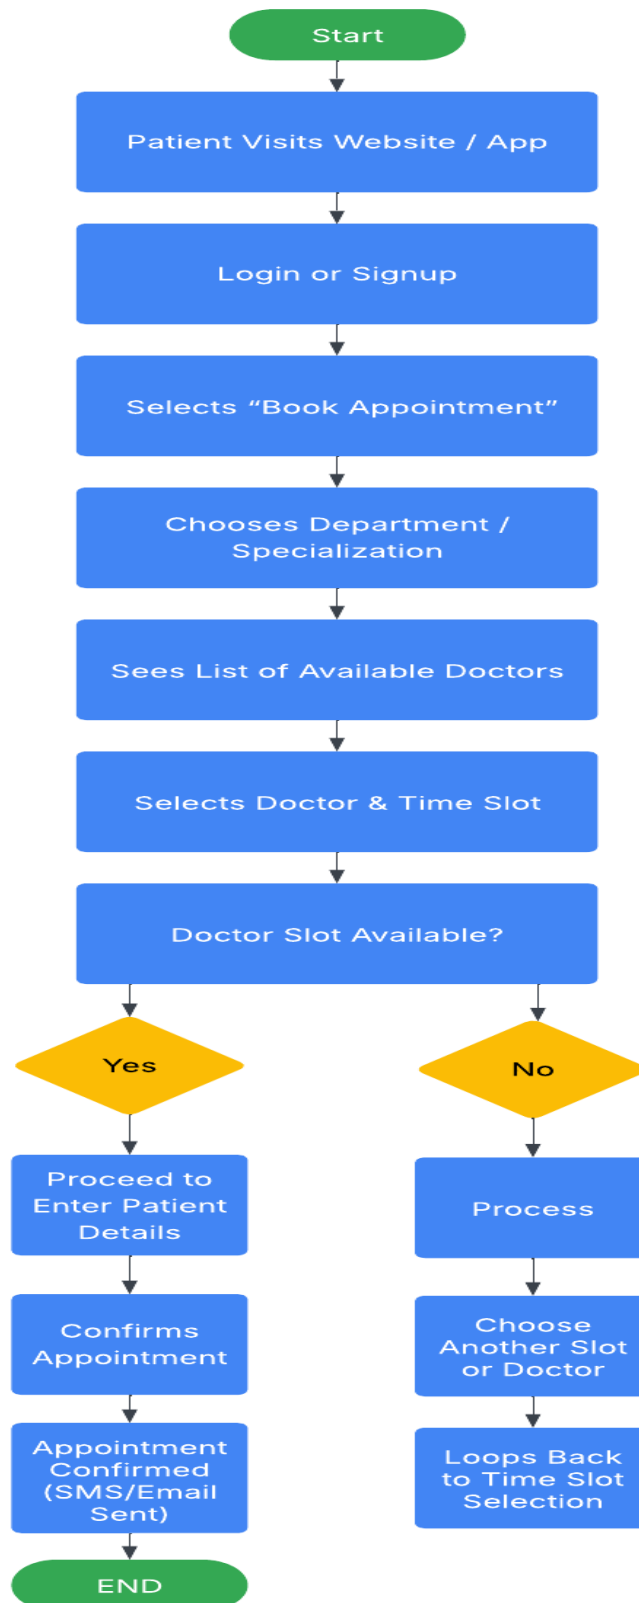 Start
Patient Visits Website / App
Login or Signup
Selects “Book Appointment”
Chooses Department /
Specialization
Sees List of Available Doctors
Selects Doctor & Time Slot
Doctor Slot Available?
Yes
Proceed to
Enter Patient
Details
Confirms
Appointment
Appointment
Confirmed
(SMS/Email
Sent)
END
No
Process
Choose
Another Slot
or Doctor
Loops Back
to Time Slot
Selection